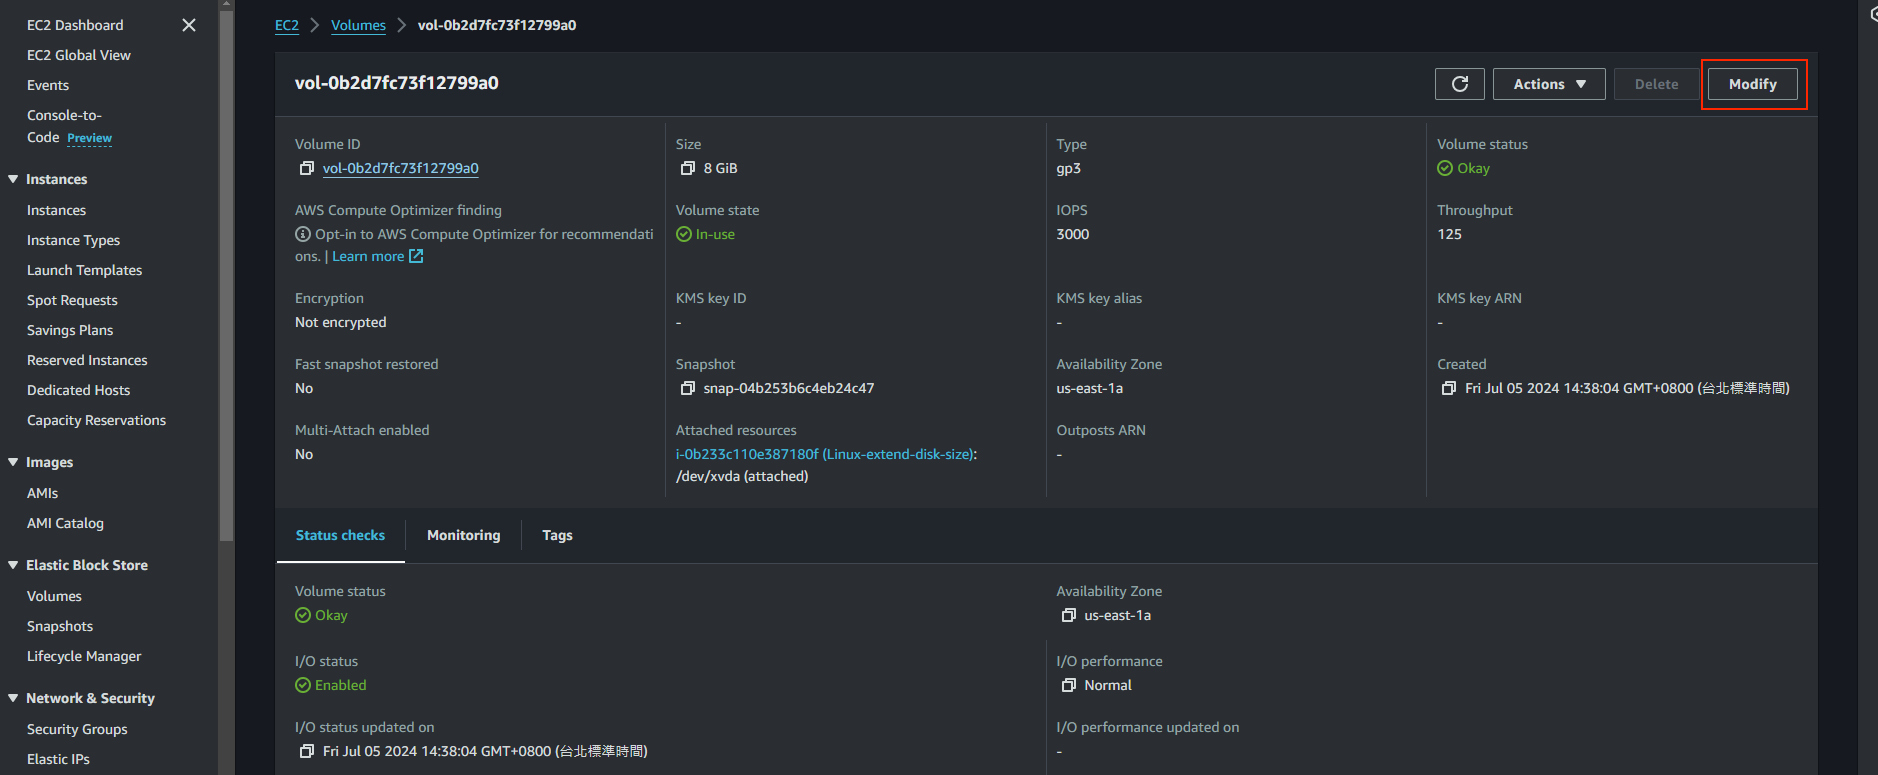 EC2 Dashboard
EC2 Global View
Events
Console-to-
Code Preview
Instances
Instances
Instance Types
Launch Templates
Spot Requests
Savings Plans
Reserved Instances
Dedicated Hosts
Capacity Reservations
Images
AMIs
AMI Catalog
Elastic Block Store
Volumes
Snapshots
Lifecycle Manager
Network & Security
Security Groups
Elastic IPs
EC2 > Volumes > vol-0b2d7fc73f12799a0
vol-0b2d7fc73f12799a0
Actions
Delete
Modify
Volume ID
vol-0b2d7fc73f12799a0
Size
8 GiB
Type
gp3
Volume status
Okay
AWS Compute Optimizer finding
Opt-in to AWS Compute Optimizer for recommendati
ons. | Learn more
Volume state
In-use
IOPS
3000
Throughput
125
Encryption
Not encrypted
KMS key ID
-
KMS key alias
-
KMS key ARN
-
Fast snapshot restored
No
Snapshot
snap-04b253b6c4eb24c47
Availability Zone
us-east-1a
Created
Fri Jul 05 2024 14:38:04 GMT+0800 (台北標準時間)
Multi-Attach enabled
No
Attached resources
i-0b233c110e387180f (Linux-extend-disk-size):
/dev/xvda (attached)
Outposts ARN
-
Status checks
Monitoring
Tags
Volume status
Okay
Availability Zone
us-east-1a
I/O status
Enabled
I/O performance
Normal
I/O status updated on
Fri Jul 05 2024 14:38:04 GMT+0800 (台北標準時間)
I/O performance updated on
-